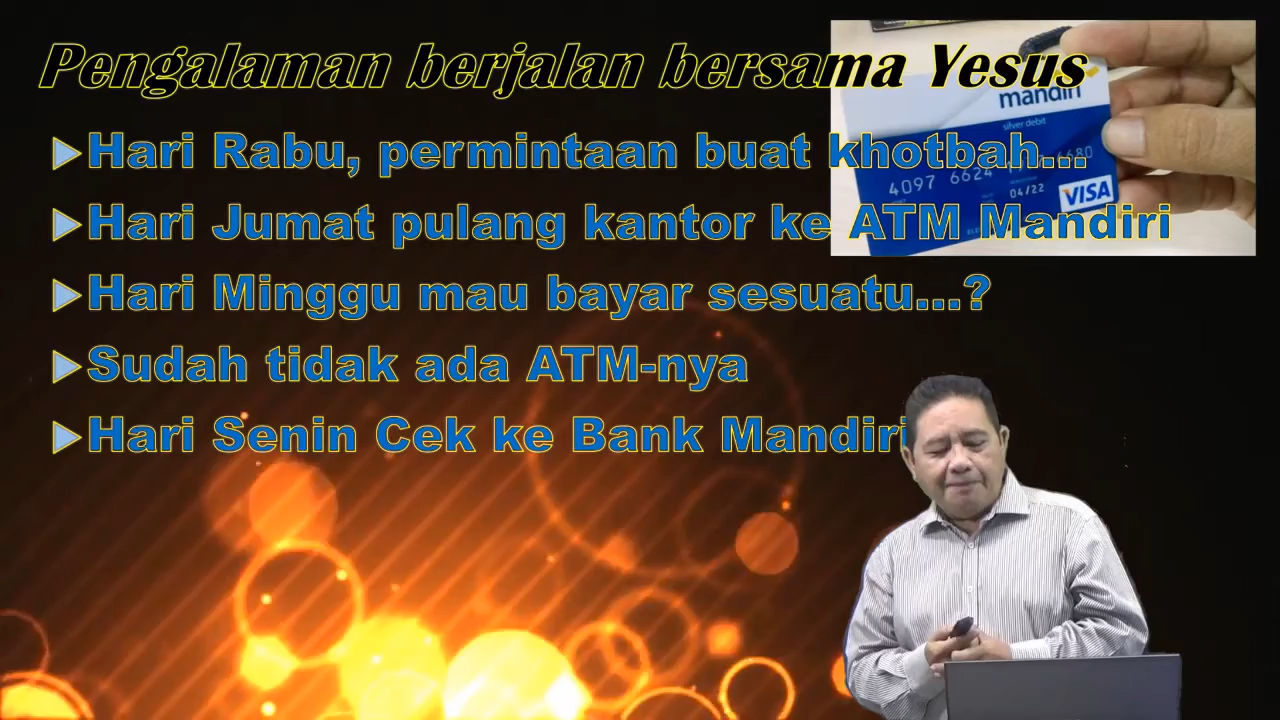 Pengalaman berjalan bersama Yesus
Hari Rabu, permintaan buat khotbah...
Hari Jumat pulang kantor ke ATM Mandiri
Hari Minggu mau bayar sesuatu...?
Sudah tidak ada ATM-nya
Hari Senin Cek ke Bank Mandiri
mandiri
silver debit
04/22
VISA